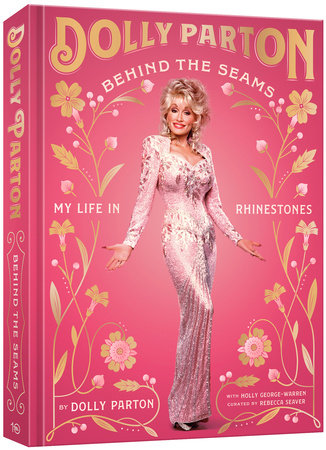 DOLLY PARTON
BEHIND THE SEAMS
MY LIFE IN
RHINESTONES
BY DOLLY PARTON
WITH HOLLY GEORGE-WARREN
CURATED BY REBECCA SEAVER
DOLLY PARTON
BEHIND THE SEAMS